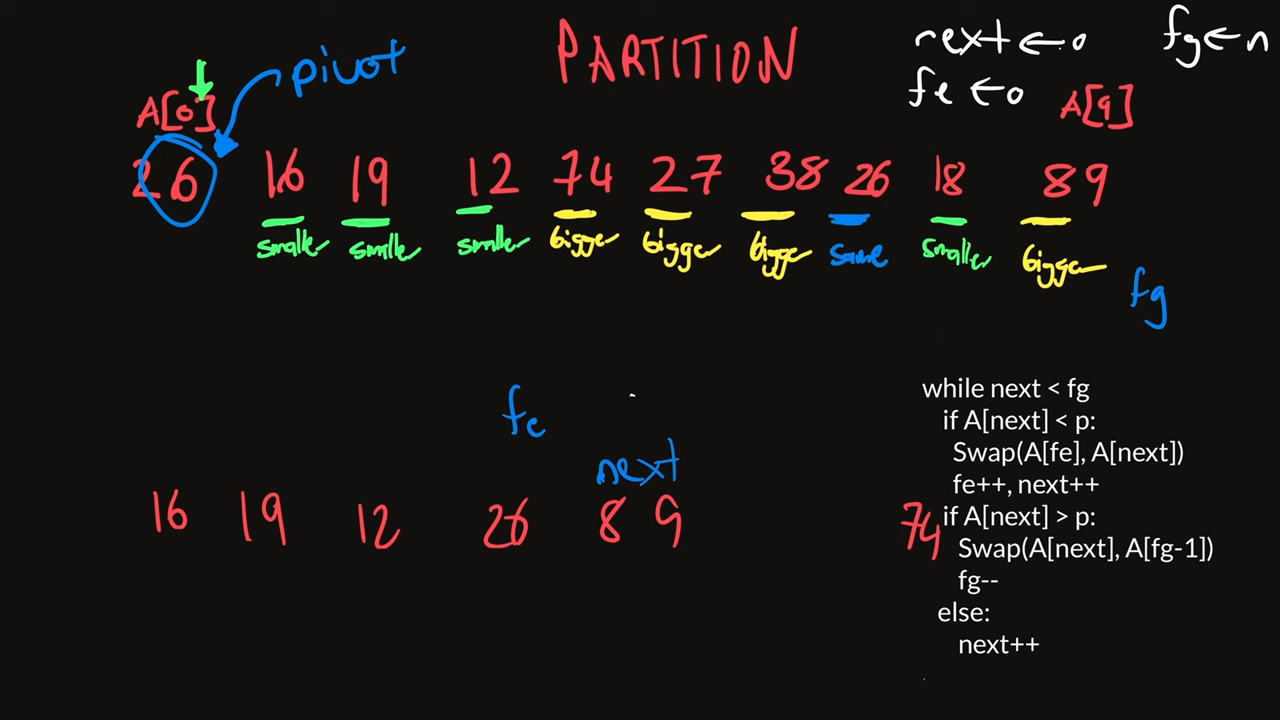 PARTITION
next ← 0 fg ← n
pivot
fe ← 0
A[0] A[9]
26 16 19 12 74 27 38 26 18 89
smaller smaller smaller bigger bigger bigger same smaller bigger
fg
fe
next
16 19 12 26 89 74
while next < fg
if A[next] < p:
Swap(A[fe], A[next])
fe++, next++
if A[next] > p:
Swap(A[next], A[fg-1])
fg--
else:
next++